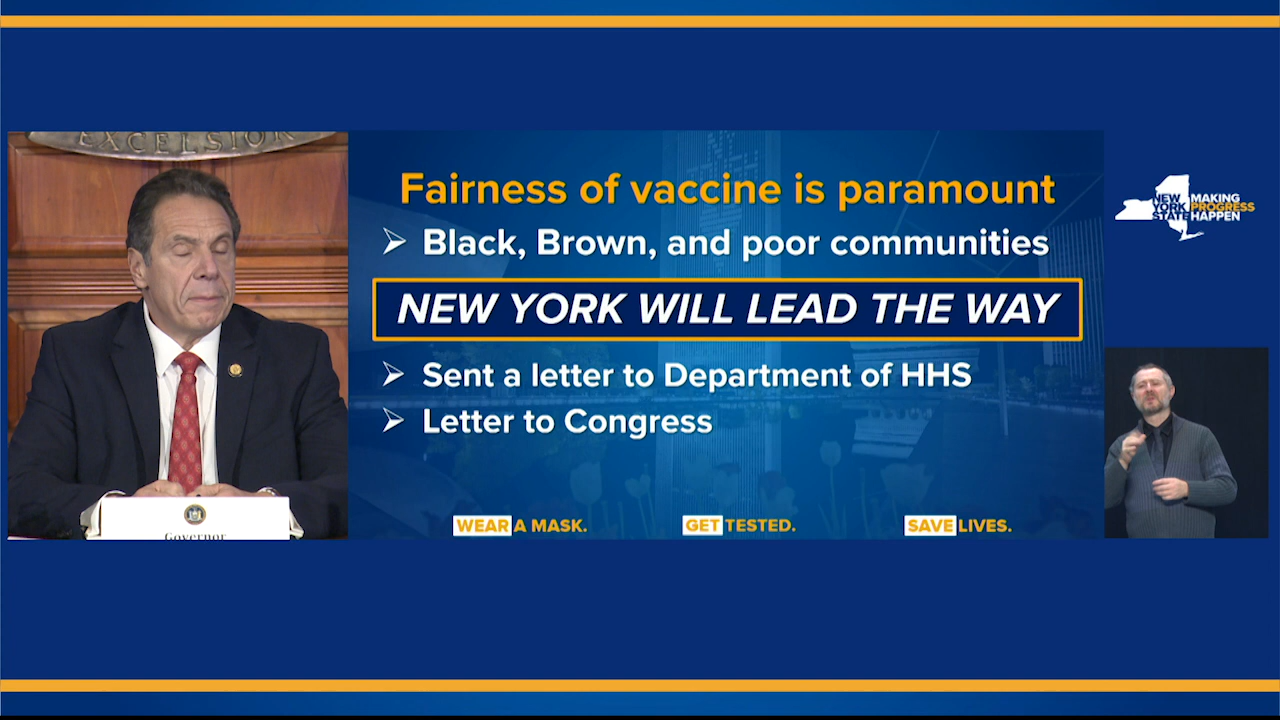 EXCELSIOR
Fairness of vaccine is paramount
➢ Black, Brown, and poor communities
NEW YORK WILL LEAD THE WAY
➢ Sent a letter to Department of HHS
➢ Letter to Congress
WEAR A MASK.
GET TESTED.
SAVE LIVES.
Governor
NEW YORK STATE
MAKING PROGRESS HAPPEN